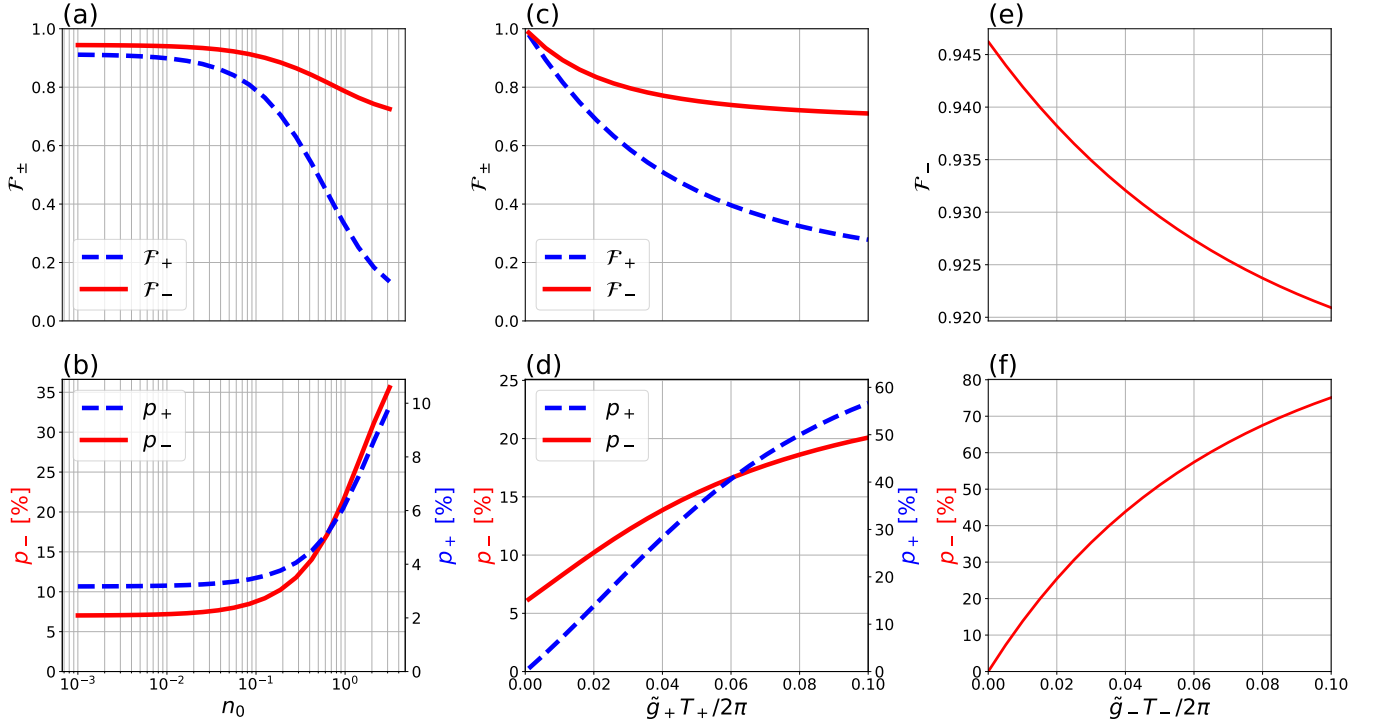 (a)
1.0
0.8
0.6
0.4
0.2
0.0
ℱ±
ℱ+
ℱ−
(c)
1.0
0.8
0.6
0.4
0.2
0.0
ℱ±
ℱ+
ℱ−
(e)
0.945
0.940
0.935
0.930
0.925
0.920
ℱ−
(b)
35
30
25
20
15
10
5
0
p− [%]
p+
p−
10
8
6
4
2
0
p+ [%]
10⁻³
10⁻²
10⁻¹
10⁰
n₀
(d)
25
20
15
10
5
0
p− [%]
p+
p−
60
50
40
30
20
10
0
p+ [%]
0.00 0.02 0.04 0.06 0.08 0.10
g̃₊T₊/2π
(f)
80
70
60
50
40
30
20
10
0
p− [%]
0.00 0.02 0.04 0.06 0.08 0.10
g̃₋T₋/2π